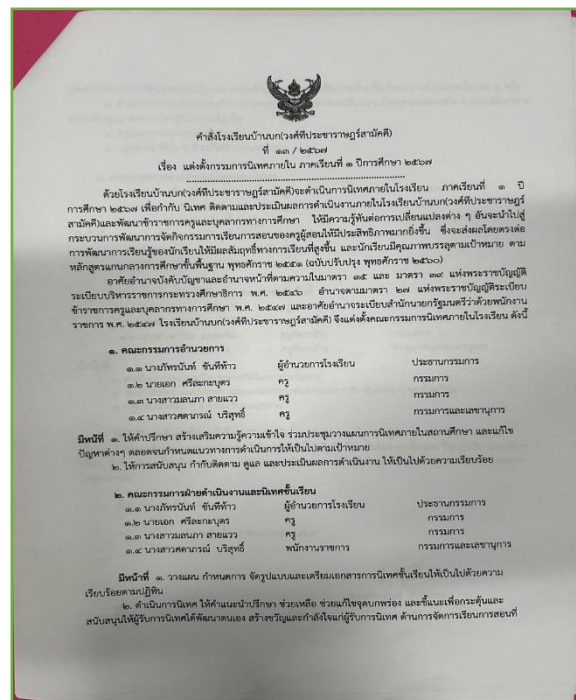 คำสั่งโรงเรียนบ้านบก(วงศ์ทีประชาราษฎร์สามัคคี)
ที่ ๑๓ / ๒๕๖๗
เรื่อง แต่งตั้งกรรมการนิเทศภายใน ภาคเรียนที่ ๑ ปีการศึกษา ๒๕๖๗
ด้วยโรงเรียนบ้านบก(วงศ์ทีประชาราษฎร์สามัคคี)จะดำเนินการนิเทศภายในโรงเรียน ภาคเรียนที่ ๑ ปี
การศึกษา ๒๕๖๗ เพื่อกำกับ นิเทศ ติดตามและประเมินผลการดำเนินงานภายในโรงเรียนบ้านบก(วงศ์ทีประชาราษฎร์
สามัคคี)และพัฒนาข้าราชการครูและบุคลากรทางการศึกษา ให้มีความรู้ทันต่อการเปลี่ยนแปลงต่าง ๆ อันจะนำไปสู่
กระบวนการพัฒนาการจัดกิจกรรมการเรียนการสอนของครูผู้สอนให้มีประสิทธิภาพมากยิ่งขึ้น ซึ่งจะส่งผลโดยตรงต่อ
การพัฒนาการเรียนรู้ของนักเรียนให้มีผลสัมฤทธิ์ทางการเรียนที่สูงขึ้น และนักเรียนมีคุณภาพบรรลุตามเป้าหมาย ตาม
หลักสูตรแกนกลางการศึกษาขั้นพื้นฐาน พุทธศักราช ๒๕๕๑ (ฉบับปรับปรุง พุทธศักราช ๒๕๖๐)
อาศัยอำนาจบังคับบัญชาและอำนาจหน้าที่ตามความในมาตรา ๓๕ และ มาตรา ๓๙ แห่งพระราชบัญญัติ
ระเบียบบริหารราชการกระทรวงศึกษาธิการ พ.ศ. ๒๕๔๖ อำนาจตามมาตรา ๒๗ แห่งพระราชบัญญัติระเบียบ
ข้าราชการครูและบุคลากรทางการศึกษา พ.ศ. ๒๕๔๗ และอาศัยอำนาจระเบียบสำนักนายกรัฐมนตรีว่าด้วยพนักงาน
ราชการ พ.ศ. ๒๕๔๗ โรงเรียนบ้านบก(วงศ์ทีประชาราษฎร์สามัคคี) จึงแต่งตั้งคณะกรรมการนิเทศภายในโรงเรียน ดังนี้
๑. คณะกรรมการอำนวยการ
๑.๑ นางภัทรนันท์ ขันทีท้าว ผู้อำนวยการโรงเรียน ประธานกรรมการ
๑.๒ นายเอก ศรีละกะบุตร ครู กรรมการ
๑.๓ นางสาวมลนภา สายแวว ครู กรรมการ
๑.๔ นางสาวศดาภรณ์ บริสุทธิ์ ครู กรรมการและเลขานุการ
มีหน้าที่ ๑. ให้คำปรึกษา สร้างเสริมความรู้ความเข้าใจ ร่วมประชุมวางแผนการนิเทศภายในสถานศึกษา และแก้ไข
ปัญหาต่างๆ ตลอดจนกำหนดแนวทางการดำเนินการให้เป็นไปตามเป้าหมาย
๒. ให้การสนับสนุน กำกับติดตาม ดูแล และประเมินผลการดำเนินงาน ให้เป็นไปด้วยความเรียบร้อย
๒. คณะกรรมการฝ่ายดำเนินงานและนิเทศชั้นเรียน
๑.๑ นางภัทรนันท์ ขันทีท้าว ผู้อำนวยการโรงเรียน ประธานกรรมการ
๑.๒ นายเอก ศรีละกะบุตร ครู กรรมการ
๑.๓ นางสาวมลนภา สายแวว ครู กรรมการ
๑.๔ นางสาวศดาภรณ์ บริสุทธิ์ พนักงานราชการ กรรมการและเลขานุการ
มีหน้าที่ ๑. วางแผน กำหนดการ จัดรูปแบบและเตรียมเอกสารการนิเทศชั้นเรียนให้เป็นไปด้วยความ
เรียบร้อยตามปฏิทิน
๒. ดำเนินการนิเทศ ให้คำแนะนำปรึกษา ช่วยเหลือ ช่วยแก้ไขจุดบกพร่อง และชี้แนะเพื่อกระตุ้นและ
สนับสนุนให้ผู้รับการนิเทศได้พัฒนาตนเอง สร้างขวัญและกำลังใจแก่ผู้รับการนิเทศ ด้านการจัดการเรียนการสอนที่